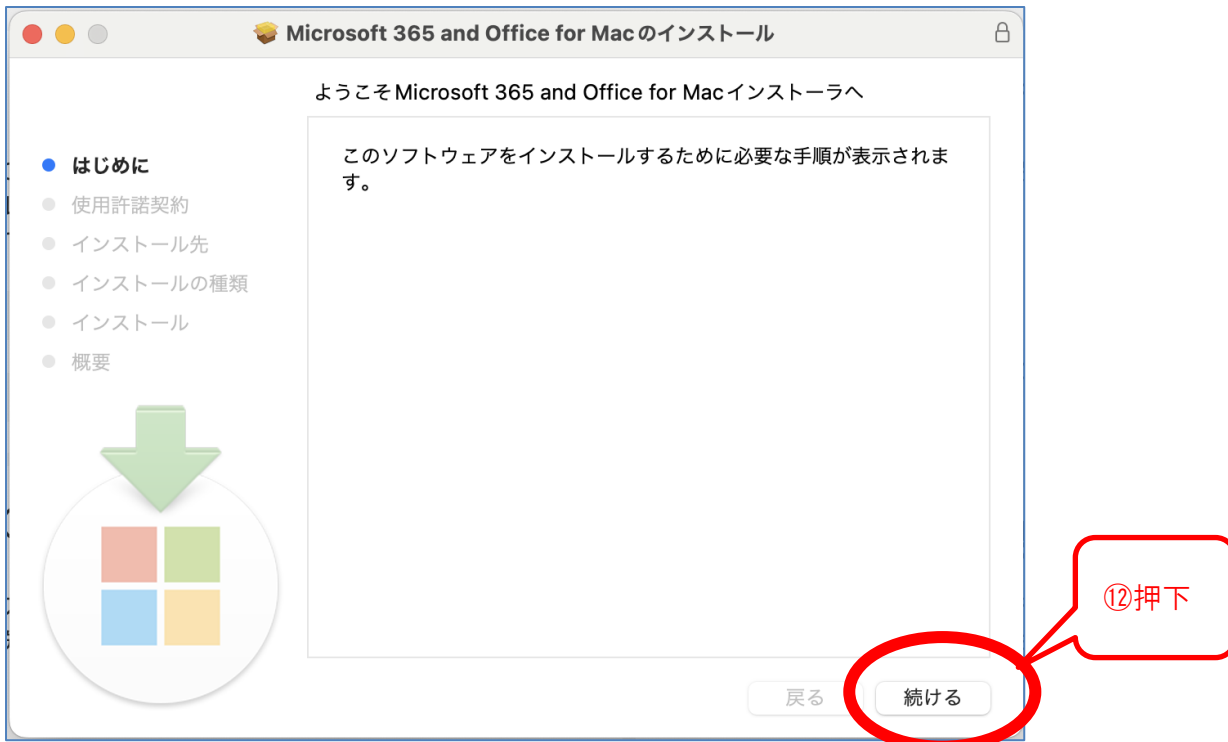 Microsoft 365 and Office for Macのインストール
ようこそMicrosoft 365 and Office for Macインストーラへ
はじめに
使用許諾契約
インストール先
インストールの種類
インストール
概要
このソフトウェアをインストールするために必要な手順が表示されま
す。
⑫押下
戻る
続ける